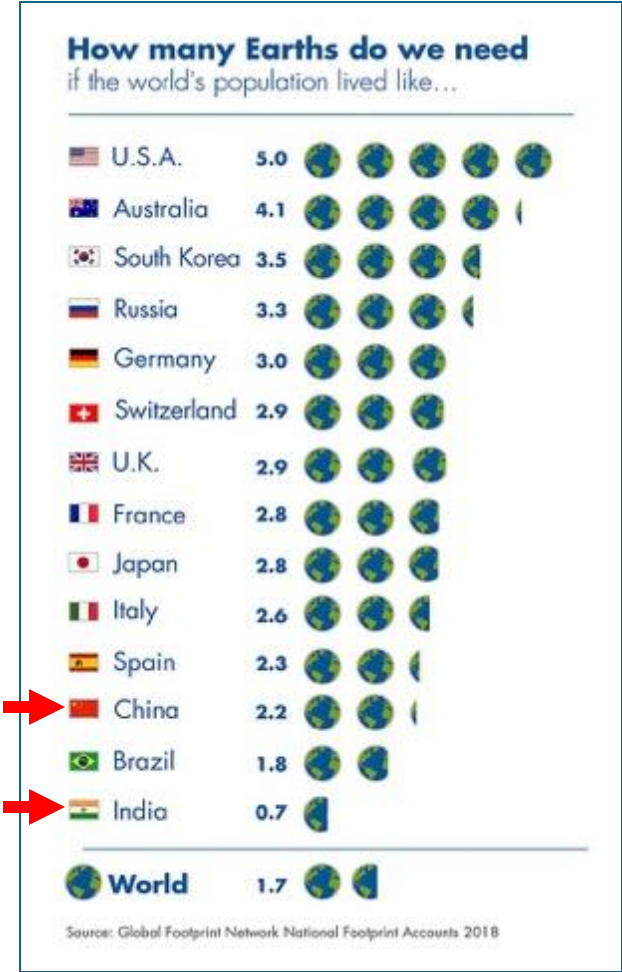 How many Earths do we need
if the world's population lived like...
U.S.A. 5.0
Australia 4.1
South Korea 3.5
Russia 3.3
Germany 3.0
Switzerland 2.9
U.K. 2.9
France 2.8
Japan 2.8
Italy 2.6
Spain 2.3
China 2.2
Brazil 1.8
India 0.7
World 1.7
Source: Global Footprint Network National Footprint Accounts 2018